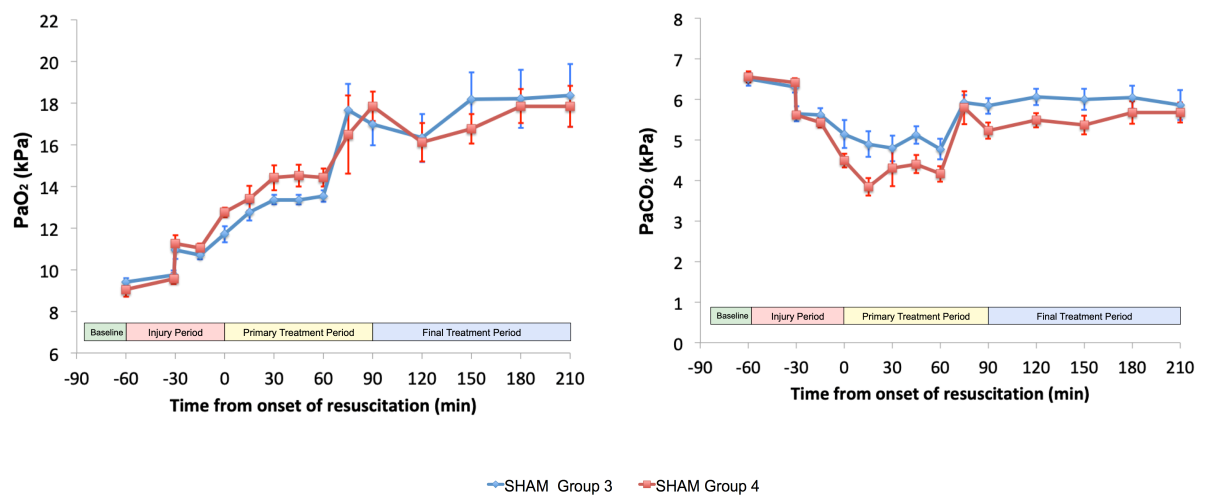 22
20
18
16
14
12
10
8
6
PaO₂ (kPa)
Baseline
Injury Period
Primary Treatment Period
Final Treatment Period
-90 -60 -30 0 30 60 90 120 150 180 210
Time from onset of resuscitation (min)
8
7
6
5
4
3
2
1
0
PaCO₂ (kPa)
Baseline
Injury Period
Primary Treatment Period
Final Treatment Period
-90 -60 -30 0 30 60 90 120 150 180 210
Time from onset of resuscitation (min)
SHAM Group 3 SHAM Group 4